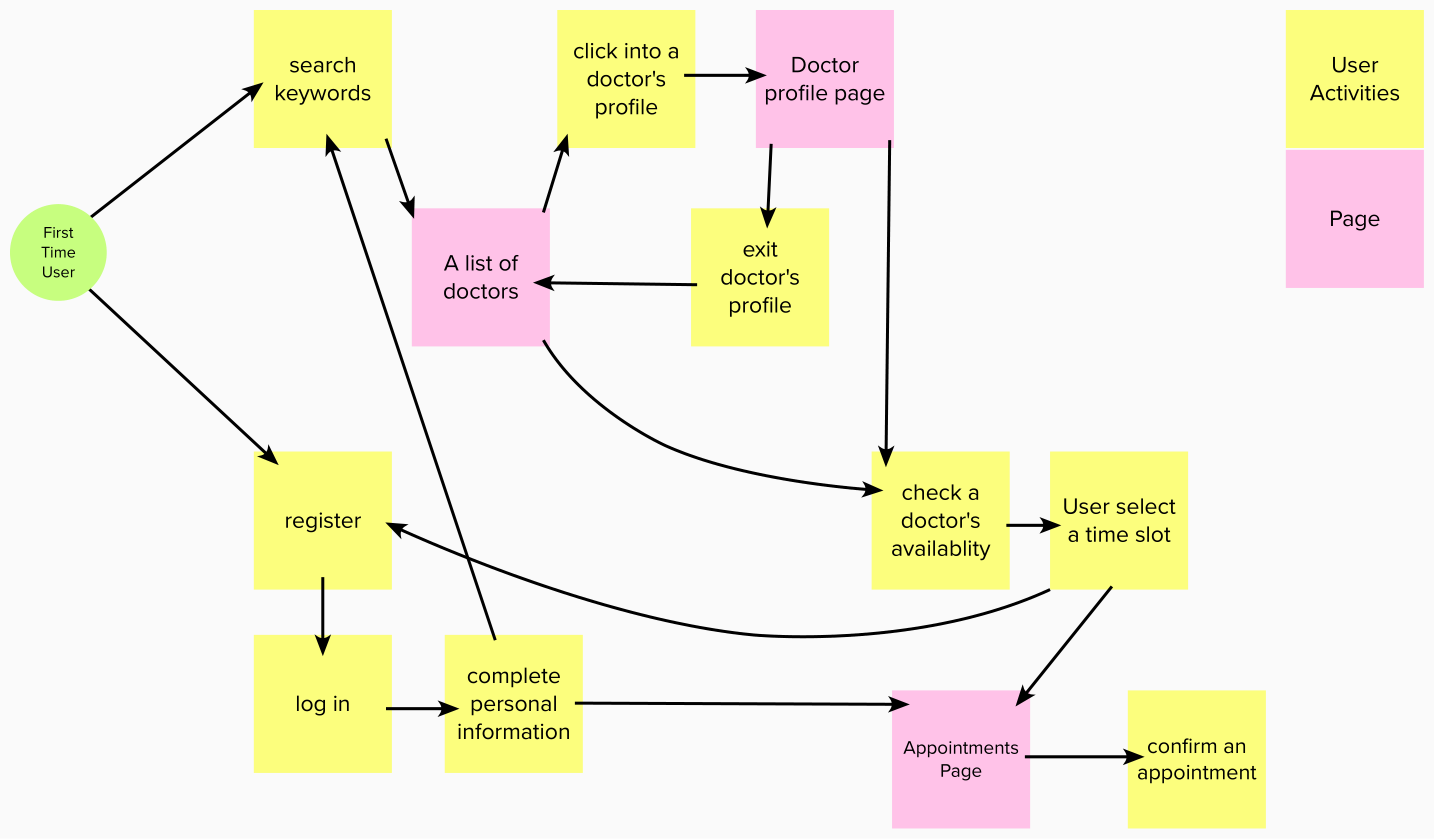 search
keywords
click into a
doctor's
profile
Doctor
profile page
User
Activities
First
Time
User
A list of
doctors
exit
doctor's
profile
Page
register
check a
doctor's
availablity
User select
a time slot
log in
complete
personal
information
Appointments
Page
confirm an
appointment